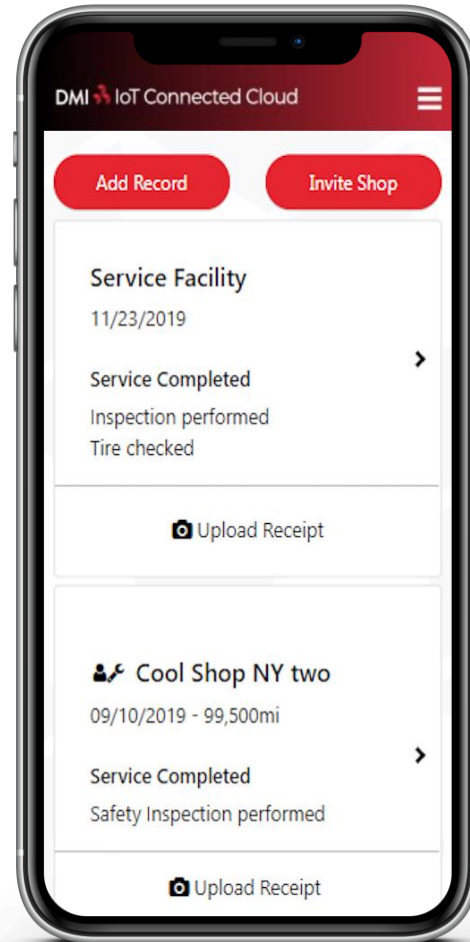 DMI IoT Connected Cloud
Add Record
Invite Shop
Service Facility
11/23/2019
Service Completed
Inspection performed
Tire checked
Upload Receipt
Cool Shop NY two
09/10/2019 - 99,500mi
Service Completed
Safety Inspection performed
Upload Receipt